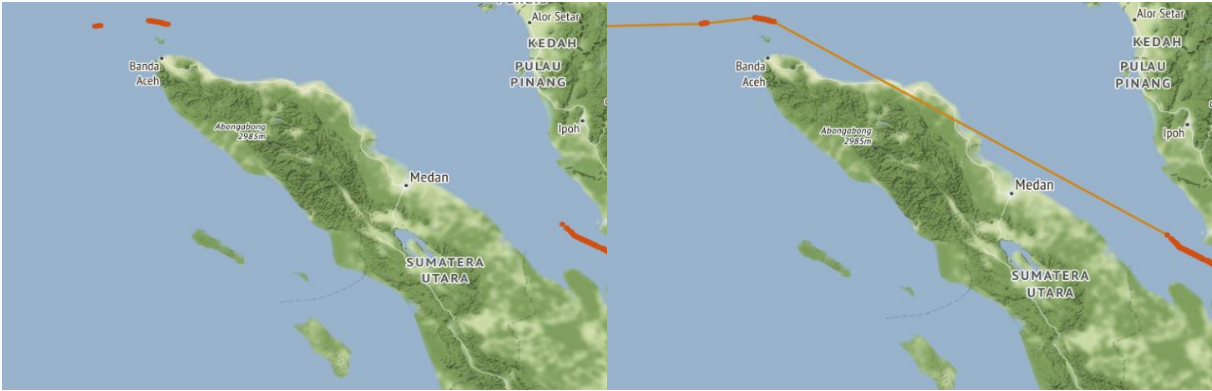 Alor Setar
KEDAH
PULAU
PINANG
Banda
Aceh
Ipoh
Abongabong
2985m
Medan
SUMATERA
UTARA
Alor Setar
KEDAH
PULAU
PINANG
Banda
Aceh
Ipoh
Abongabong
2985m
Medan
SUMATERA
UTARA